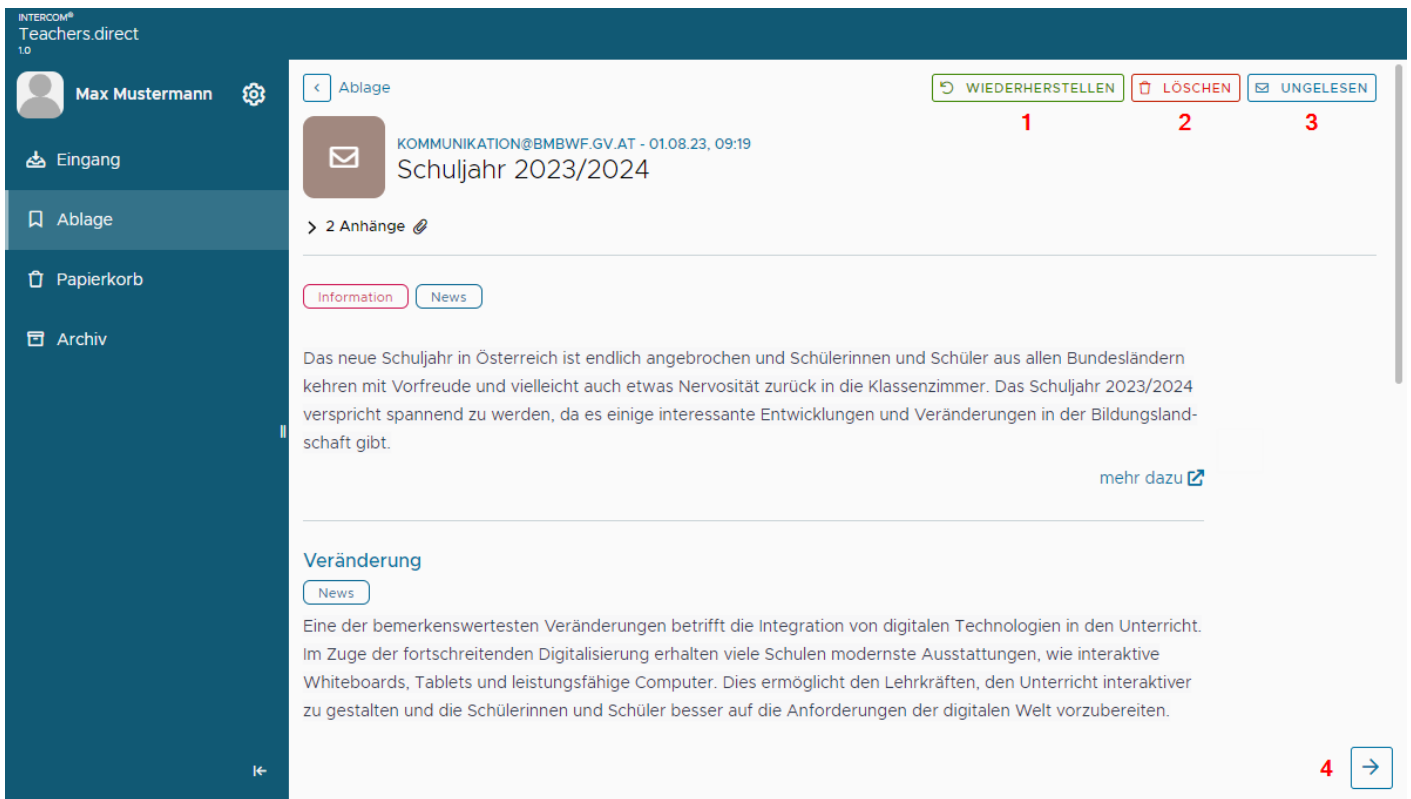 INTERCOM®
Teachers.direct
1.0
Max Mustermann
Eingang
Ablage
Papierkorb
Archiv
Ablage
WIEDERHERSTELLEN
LÖSCHEN
UNGELESEN
1
2
3
KOMMUNIKATION@BMBWF.GV.AT - 01.08.23, 09:19
Schuljahr 2023/2024
2 Anhänge
Information
News
Das neue Schuljahr in Österreich ist endlich angebrochen und Schülerinnen und Schüler aus allen Bundesländern
kehren mit Vorfreude und vielleicht auch etwas Nervosität zurück in die Klassenzimmer. Das Schuljahr 2023/2024
verspricht spannend zu werden, da es einige interessante Entwicklungen und Veränderungen in der Bildungsland-
schaft gibt.
mehr dazu
Veränderung
News
Eine der bemerkenswertesten Veränderungen betrifft die Integration von digitalen Technologien in den Unterricht.
Im Zuge der fortschreitenden Digitalisierung erhalten viele Schulen modernste Ausstattungen, wie interaktive
Whiteboards, Tablets und leistungsfähige Computer. Dies ermöglicht den Lehrkräften, den Unterricht interaktiver
zu gestalten und die Schülerinnen und Schüler besser auf die Anforderungen der digitalen Welt vorzubereiten.
4